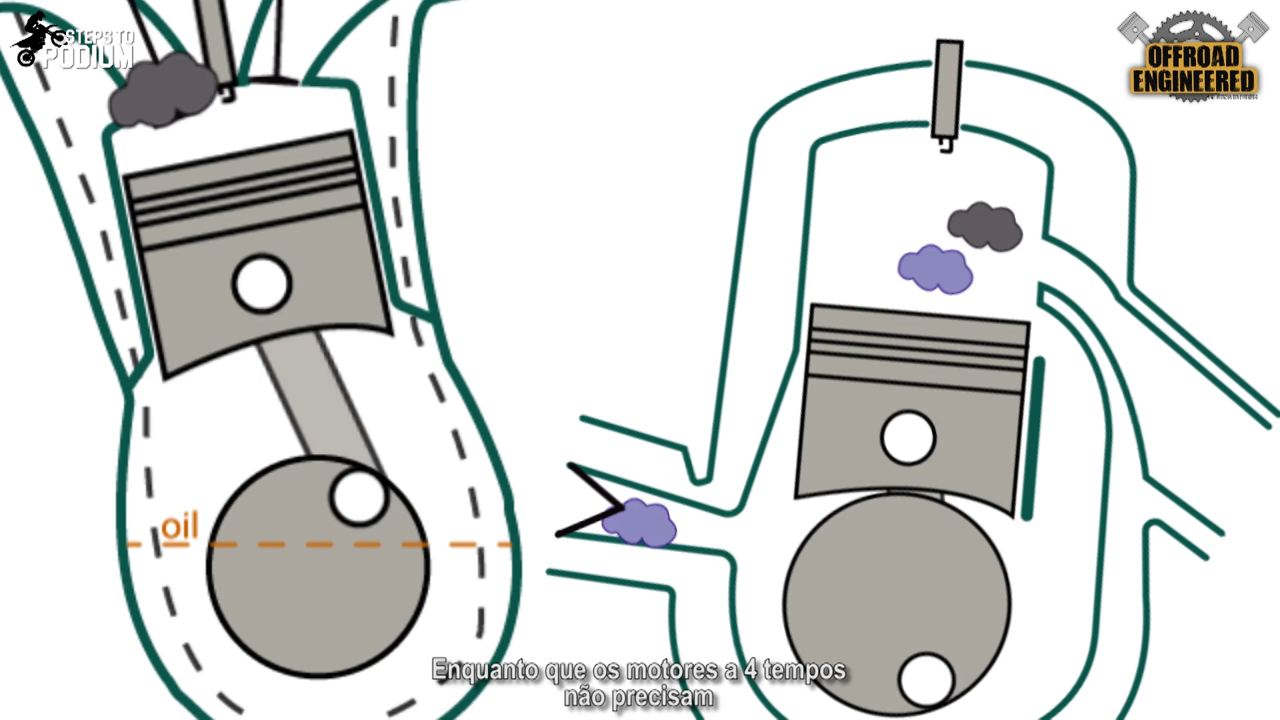 STEPS TO
PODIUM
OFFROAD
ENGINEERED
oil
Enquanto que os motores a 4 tempos
não precisam